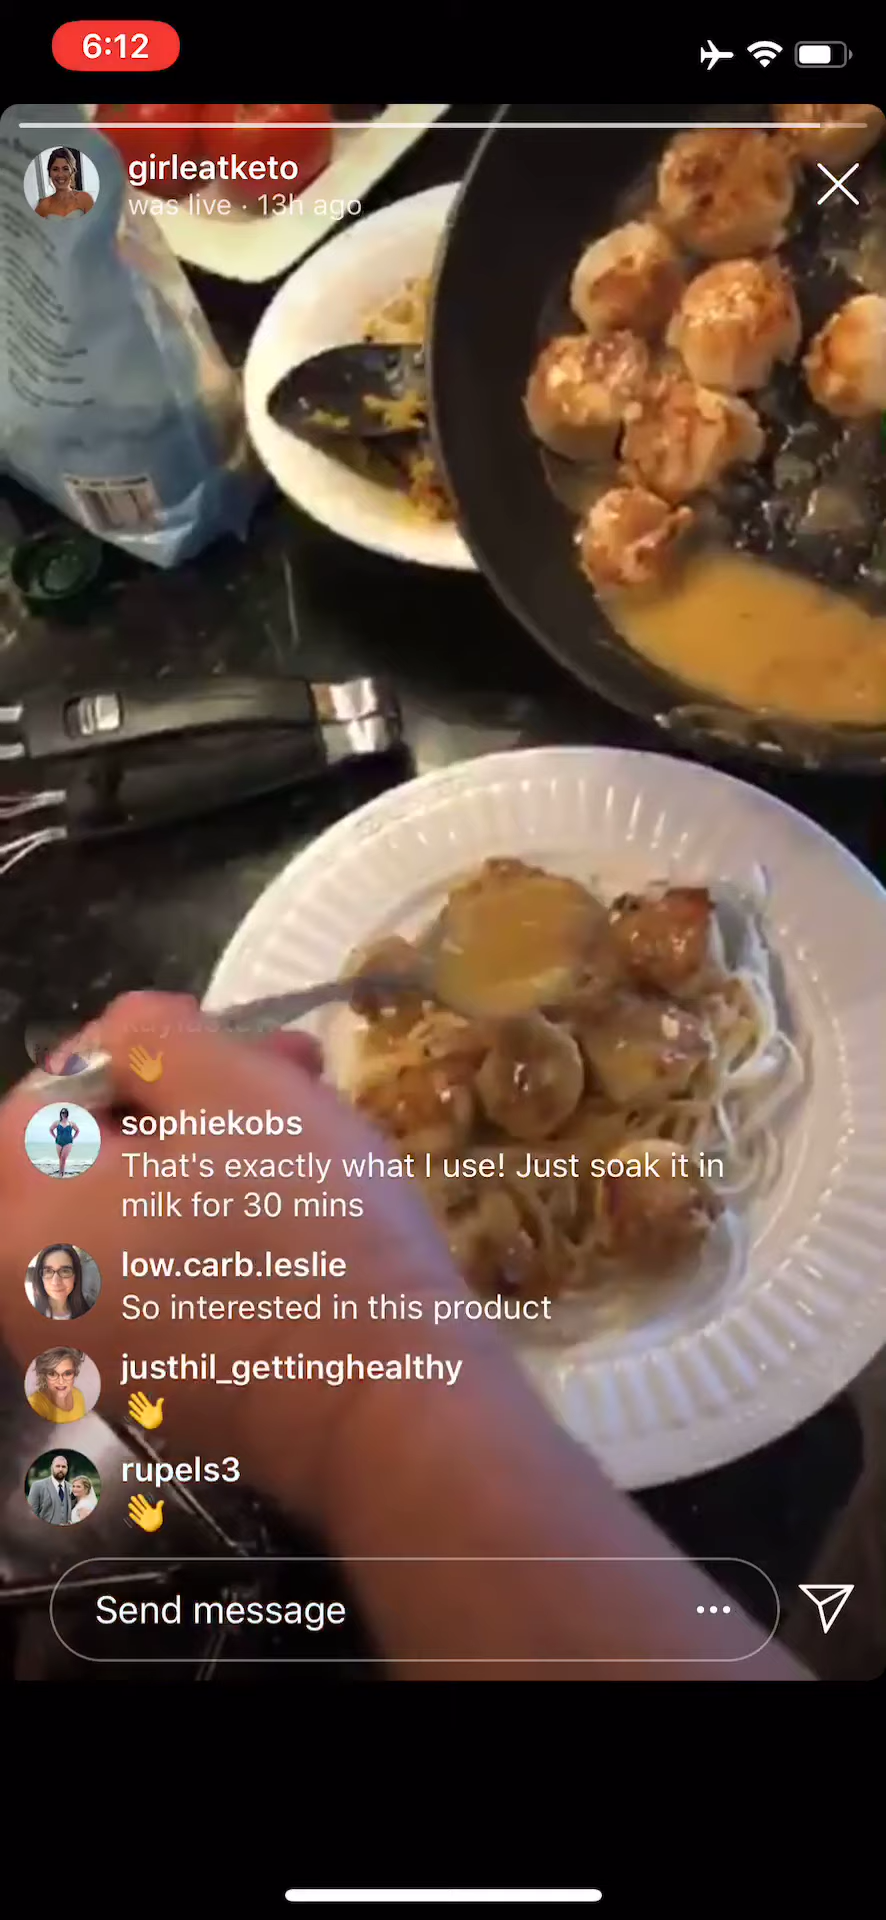 6:12
girleatketo
was live · 13h ago
sophiekobs
That's exactly what I use! Just soak it in
milk for 30 mins
low.carb.leslie
So interested in this product
justhil_gettinghealthy
👋
rupels3
👋
Send message